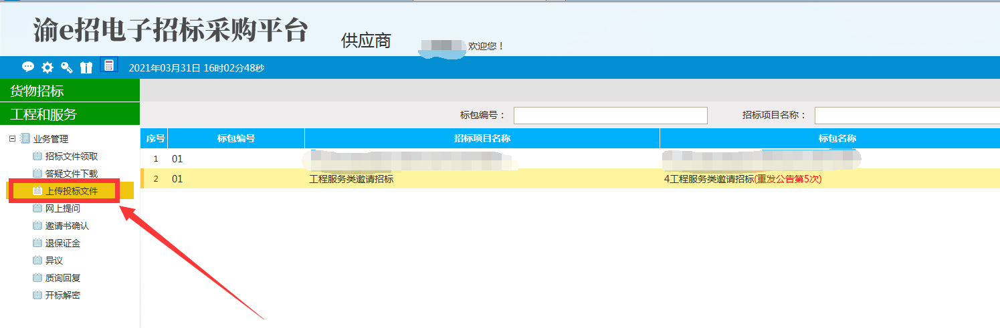 渝e招电子招标采购平台
供应商 欢迎您！
2021年03月31日 16时02分48秒
货物招标
工程和服务
标包编号： 招标项目名称：
业务管理
招标文件领取
答疑文件下载
上传投标文件
网上提问
邀请书确认
退保证金
异议
质询回复
开标解密
序号 标包编号 招标项目名称 标包名称
1 01
2 01 工程服务类邀请招标 4工程服务类邀请招标(重发公告第5次)